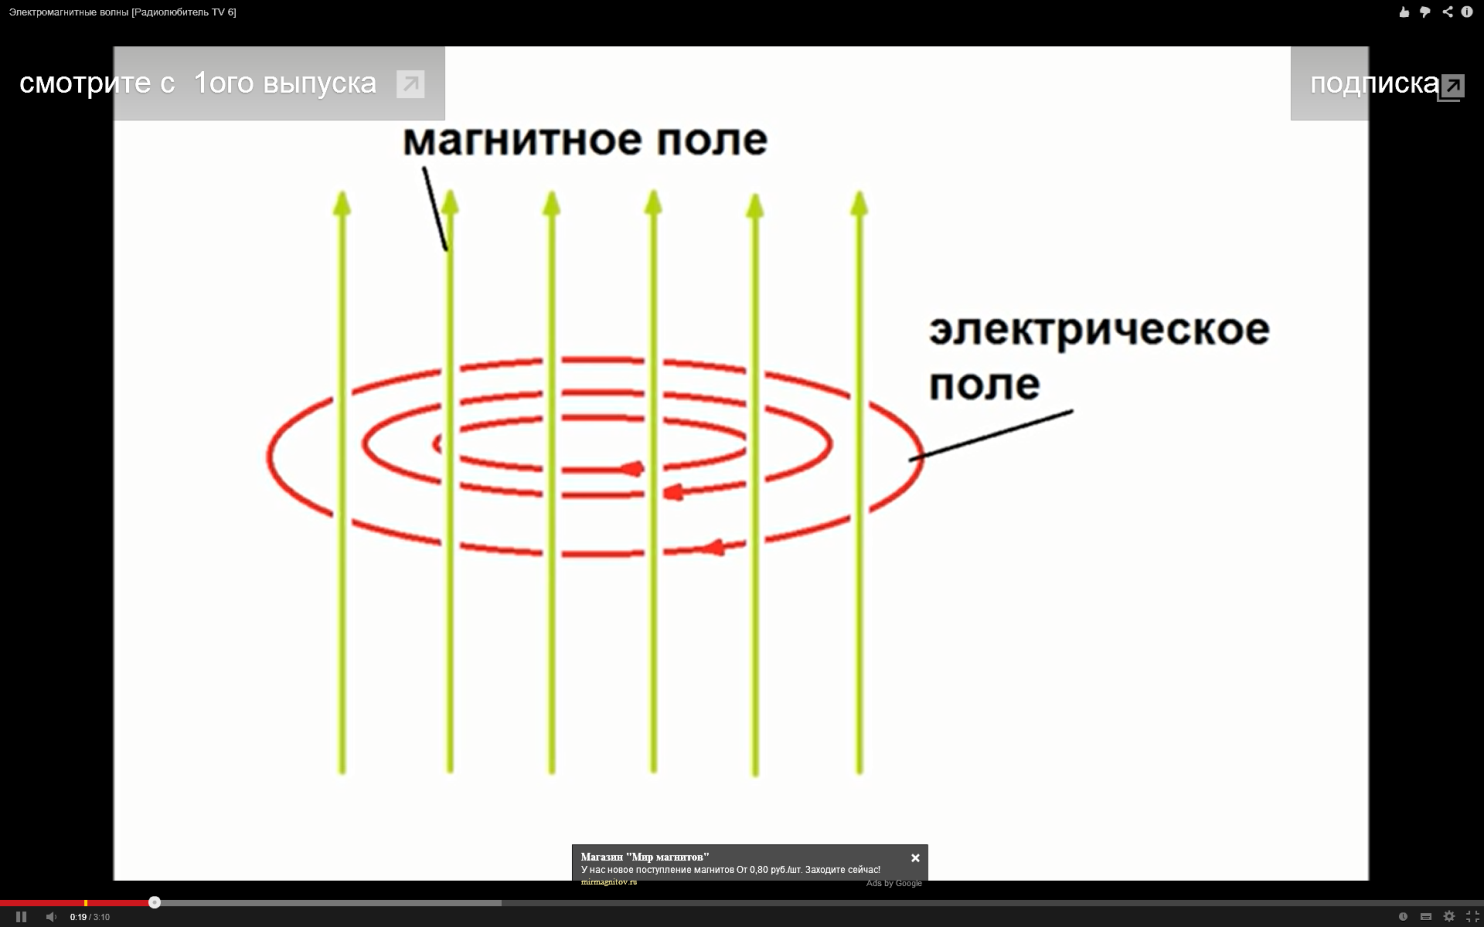 Электромагнитные волны [Радиолюбитель TV 6]
смотрите с 1ого выпуска
подписка
магнитное поле
электрическое
поле
Магазин "Мир магнитов"
У нас новое поступление магнитов От 0,80 руб./шт. Заходите сейчас!
mirmagnitov.ru
Ads by Google
0:19 / 3:10